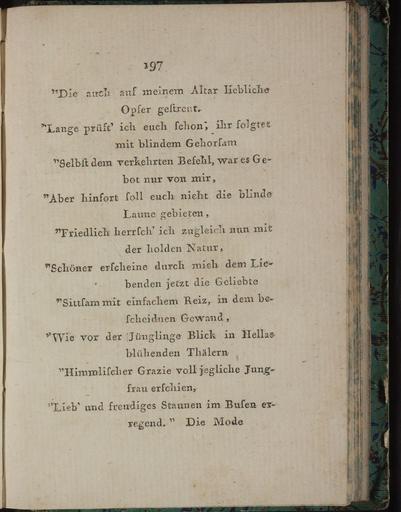 197
"Die auch auf meinem Altar liebliche
Opfer gestreut.
"Lange prüft' ich euch schon; ihr folgtet
mit blindem Gehorsam
"Selbst dem verkehrten Befehl, war es Ge-
bot nur von mir,
"Aber hinfort soll euch nicht die blinde
Laune gebieten,
"Friedlich herrsch' ich zugleich nun mit
der holden Natur,
"Schöner erscheine durch mich dem Lie-
benden jetzt die Geliebte
"Sittsam mit einfachem Reiz, in dem be-
scheidnen Gewand,
"Wie vor der Jünglinge Blick in Hellas
blühenden Thälern
"Himmlischer Grazie voll jegliche Jung-
frau erschien,
"Lieb' und freudiges Staunen im Busen er-
regend." Die Mode